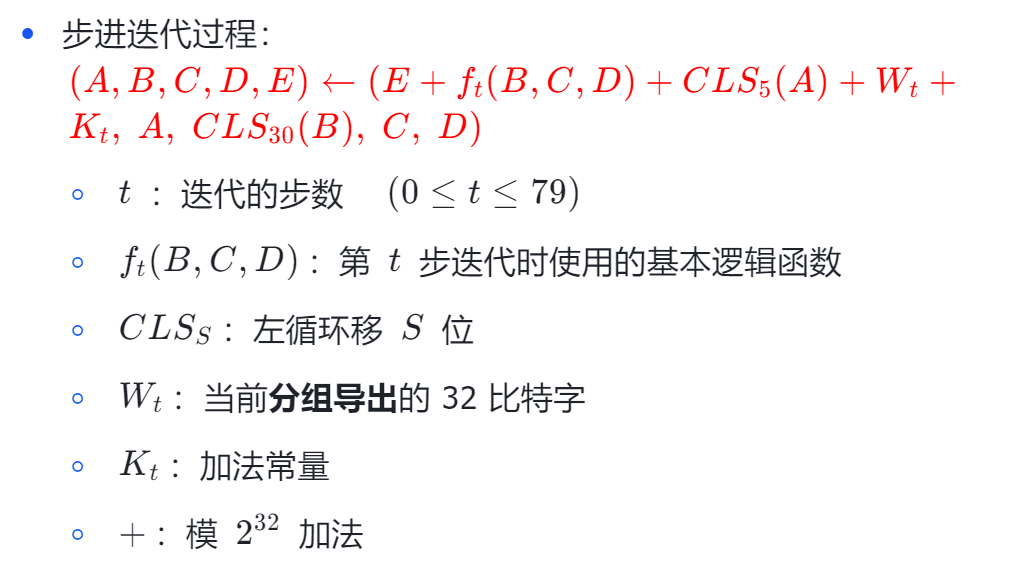 步进迭代过程:
(A, B, C, D, E) ← (E + f_t(B, C, D) + CLS_5(A) + W_t +
K_t, A, CLS_{30}(B), C, D)
t : 迭代的步数 (0 ≤ t ≤ 79)
f_t(B, C, D) : 第 t 步迭代时使用的基本逻辑函数
CLS_S : 左循环移 S 位
W_t : 当前分组导出的 32 比特字
K_t : 加法常量
+ : 模 2^{32} 加法